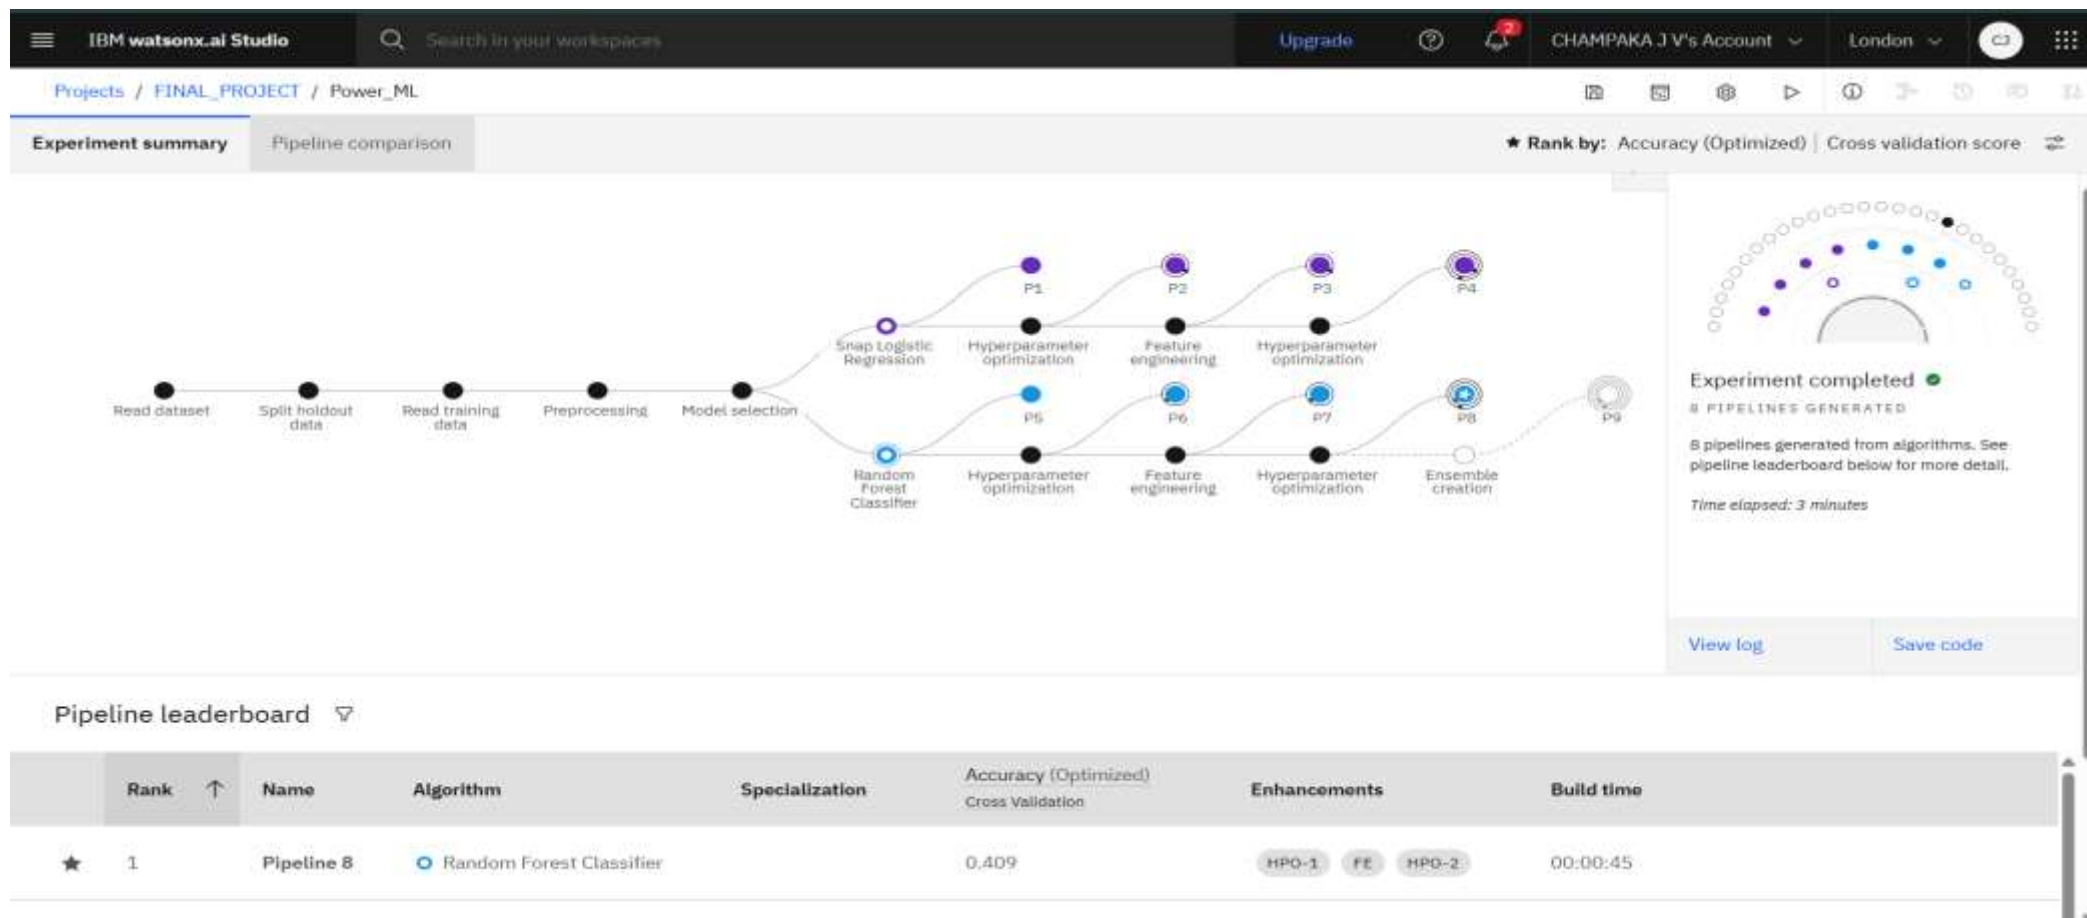 IBM watsonx.ai Studio
Search in your workspaces
Upgrade
2
CHAMPAKA J V's Account
London
CJ
Projects / FINAL_PROJECT / Power_ML
Experiment summary
Pipeline comparison
★ Rank by: Accuracy (Optimized) | Cross validation score
P1
P2
P3
P4
Snap Logistic
Regression
Hyperparameter
optimization
Feature
engineering
Hyperparameter
optimization
Read dataset
Split holdout
data
Read training
data
Preprocessing
Model selection
P5
P6
P7
P8
P9
Random
Forest
Classifier
Hyperparameter
optimization
Feature
engineering
Hyperparameter
optimization
Ensemble
creation
Experiment completed
8 PIPELINES GENERATED
8 pipelines generated from algorithms. See
pipeline leaderboard below for more detail.
Time elapsed: 3 minutes
View log
Save code
Pipeline leaderboard
Rank ↑
Name
Algorithm
Specialization
Accuracy (Optimized)
Cross Validation
Enhancements
Build time
★ 1
Pipeline 8
Random Forest Classifier
0.409
HPO-1 FE HPO-2
00:00:45